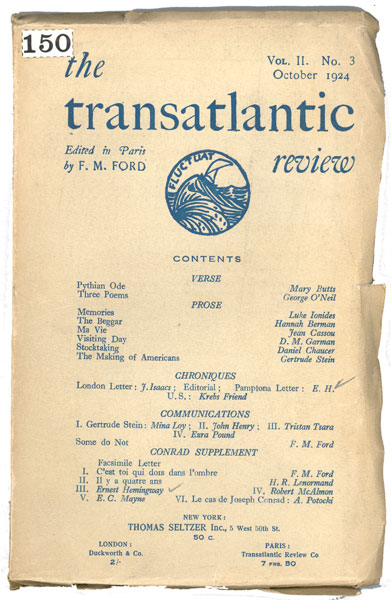 150
the
Vol. II. No. 3
October 1924
transatlantic
Edited in Paris
by F. M. FORD
review
FLUCTUAT
CONTENTS
VERSE
Pythian Ode Mary Butts
Three Poems George O'Neil
PROSE
Memories Luke Ionides
The Beggar Hannah Berman
Ma Vie Jean Cassou
Visiting Day D. M. Garman
Stocktaking Daniel Chaucer
The Making of Americans Gertrude Stein
CHRONIQUES
London Letter : J. Isaacs ; Editorial ; Pamplona Letter : E. H.
U.S. : Krebs Friend
COMMUNICATIONS
I. Gertrude Stein : Mina Loy ; II. John Henry ; III. Tristan Tzara
IV. Ezra Pound
Some do Not F. M. Ford
CONRAD SUPPLEMENT
Facsimile Letter
I. C'est toi qui dors dans l'ombre F. M. Ford
II. Il y a quatre ans H. R. Lenormand
III. Ernest Hemingway IV. Robert McAlmon
V. E. C. Mayne VI. Le cas de Joseph Conrad : A. Potocki
NEW YORK :
THOMAS SELTZER Inc., 5 West 50th St.
50 C.
LONDON :
Duckworth & Co.
2/-
PARIS :
Transatlantic Review Co
7 FRS. 50